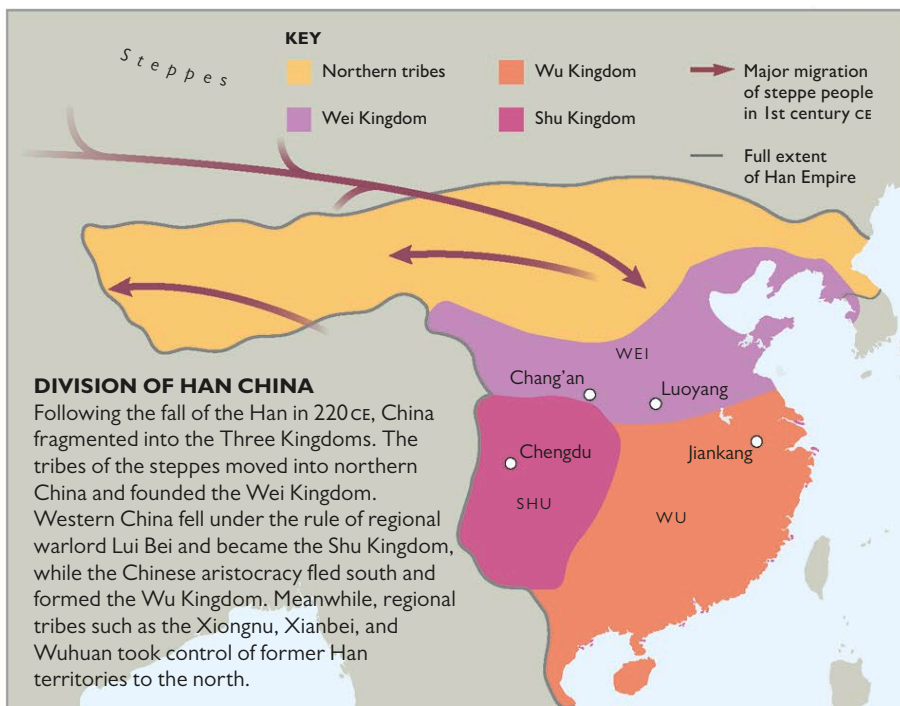 Steppes
KEY
Northern tribes
Wei Kingdom
Wu Kingdom
Shu Kingdom
Major migration
of steppe people
in 1st century CE
Full extent
of Han Empire
WEI
Chang'an
Luoyang
Chengdu
Jiankang
SHU
WU
DIVISION OF HAN CHINA
Following the fall of the Han in 220 CE, China
fragmented into the Three Kingdoms. The
tribes of the steppes moved into northern
China and founded the Wei Kingdom.
Western China fell under the rule of regional
warlord Lui Bei and became the Shu Kingdom,
while the Chinese aristocracy fled south and
formed the Wu Kingdom. Meanwhile, regional
tribes such as the Xiongnu, Xianbei, and
Wuhuan took control of former Han
territories to the north.